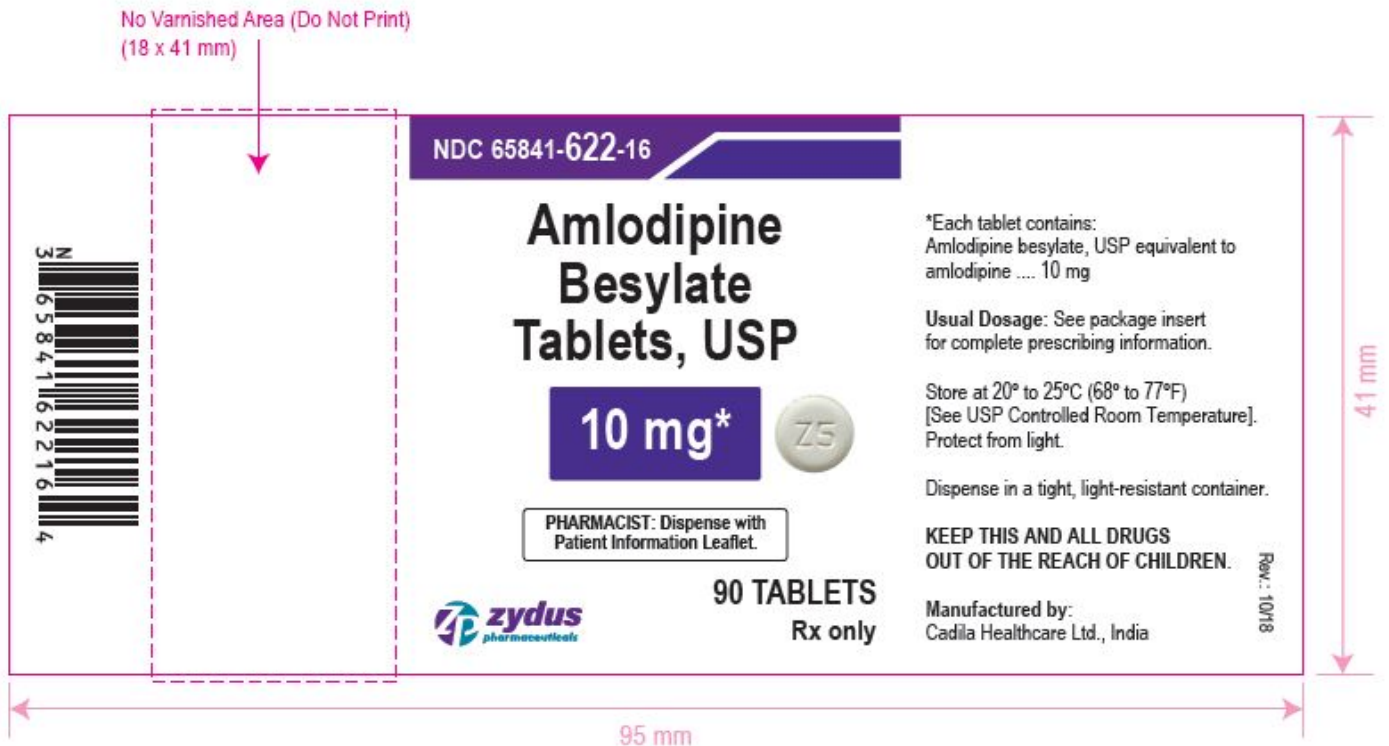 No Varnished Area (Do Not Print)
(18 x 41 mm)
N
3 65841 62216 4
NDC 65841-622-16
Amlodipine
Besylate
Tablets, USP
10 mg*
Z5
PHARMACIST: Dispense with
Patient Information Leaflet.
zydus
pharmaceuticals
90 TABLETS
Rx only
*Each tablet contains:
Amlodipine besylate, USP equivalent to
amlodipine .... 10 mg
Usual Dosage: See package insert
for complete prescribing information.
Store at 20º to 25ºC (68º to 77ºF)
[See USP Controlled Room Temperature].
Protect from light.
Dispense in a tight, light-resistant container.
KEEP THIS AND ALL DRUGS
OUT OF THE REACH OF CHILDREN.
Manufactured by:
Cadila Healthcare Ltd., India
Rev.: 10/18
41 mm
95 mm